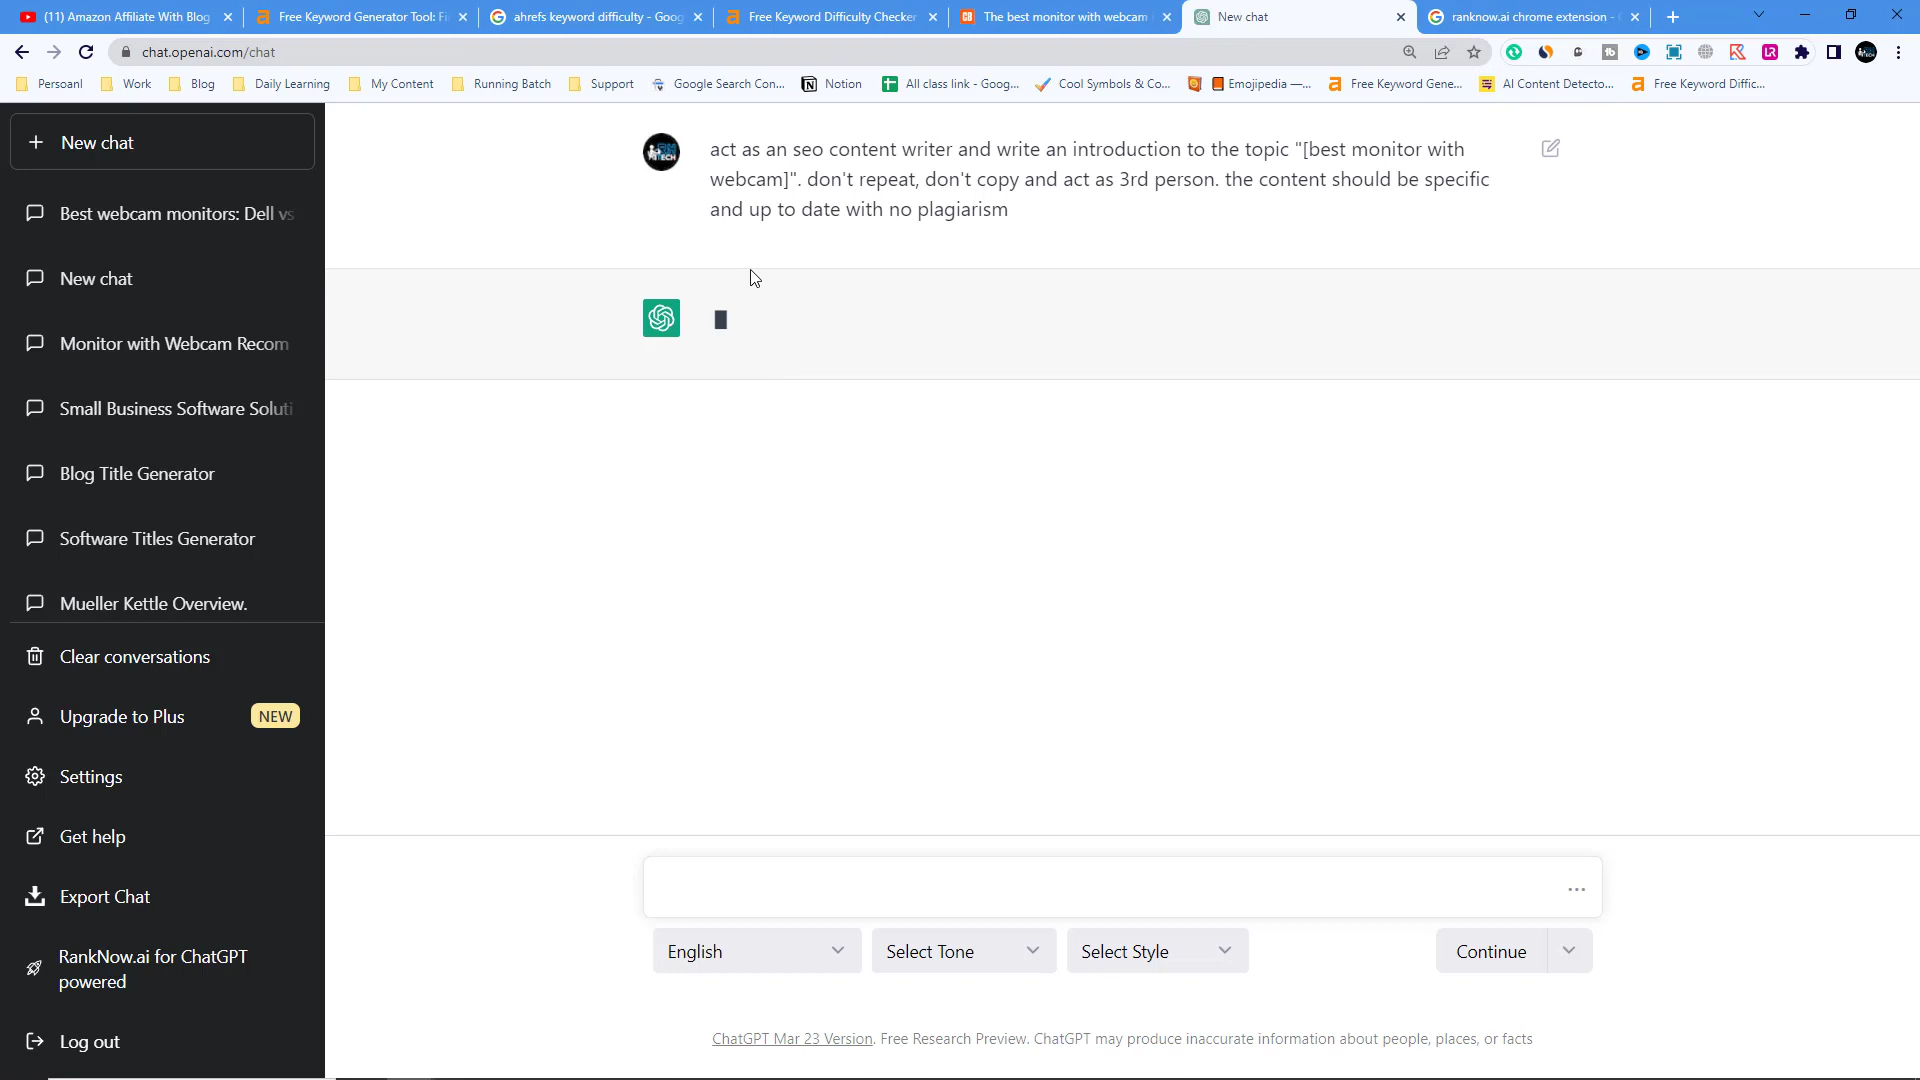 (11) Amazon Affiliate With Blog
Free Keyword Generator Tool: Fi
ahrefs keyword difficulty - Goog
Free Keyword Difficulty Checker
The best monitor with webcam
New chat
ranknow.ai chrome extension -
chat.openai.com/chat
Persoanl
Work
Blog
Daily Learning
My Content
Running Batch
Support
Google Search Con...
Notion
All class link - Goog...
Cool Symbols & Co...
Emojipedia —...
Free Keyword Gene...
AI Content Detecto...
Free Keyword Diffic...
New chat
Best webcam monitors: Dell vs
New chat
Monitor with Webcam Recom
Small Business Software Soluti
Blog Title Generator
Software Titles Generator
Mueller Kettle Overview.
Clear conversations
Upgrade to Plus NEW
Settings
Get help
Export Chat
RankNow.ai for ChatGPT
powered
Log out
act as an seo content writer and write an introduction to the topic "[best monitor with
webcam]". don't repeat, don't copy and act as 3rd person. the content should be specific
and up to date with no plagiarism
English
Select Tone
Select Style
Continue
ChatGPT Mar 23 Version. Free Research Preview. ChatGPT may produce inaccurate information about people, places, or facts